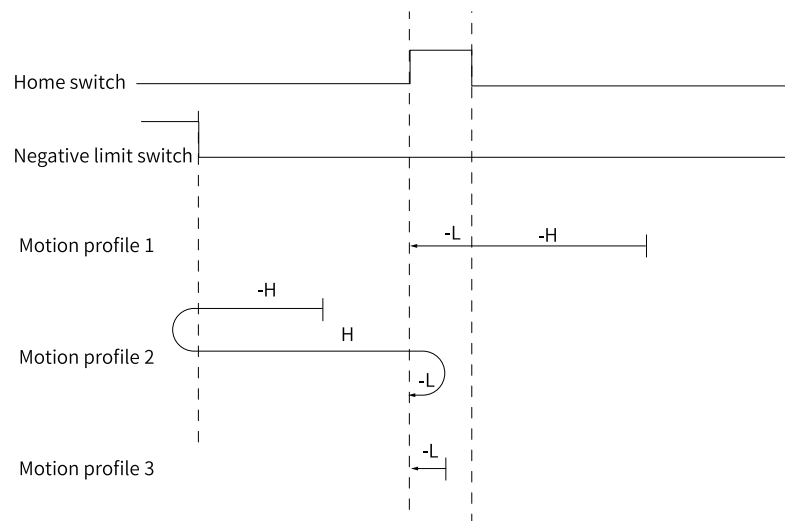 Home switch
Negative limit switch
Motion profile 1
-L
-H
-H
Motion profile 2
H
-L
Motion profile 3
-L